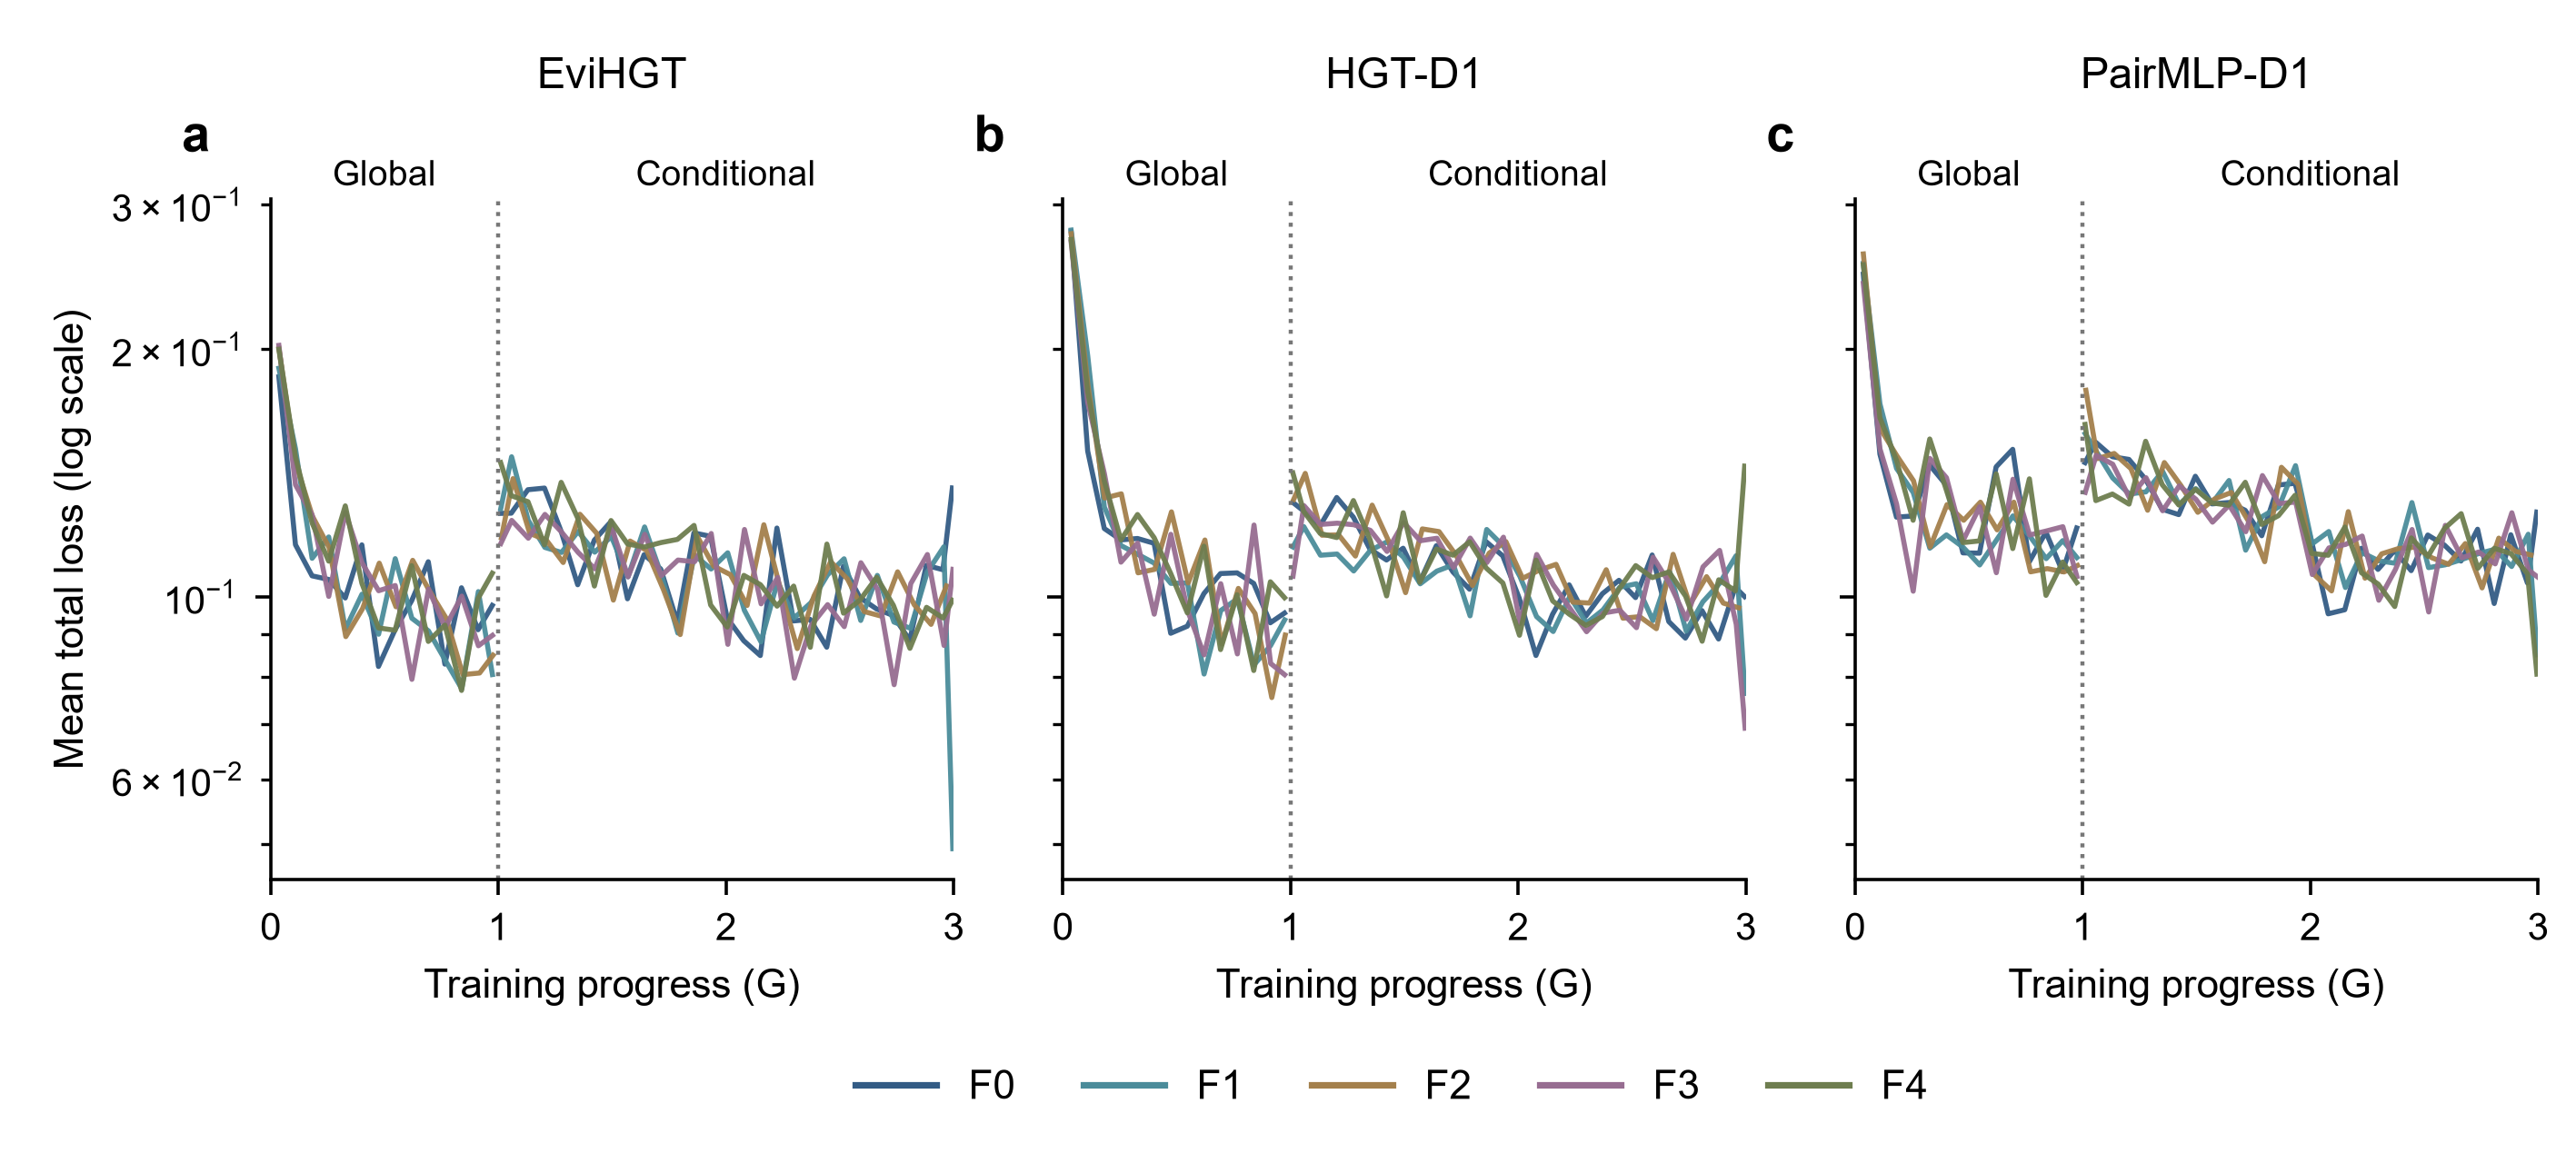 EviHGT
HGT-D1
PairMLP-D1
a
b
c
Global
Conditional
Global
Conditional
Global
Conditional
3 × 10⁻¹
2 × 10⁻¹
10⁻¹
6 × 10⁻²
Mean total loss (log scale)
0 1 2 3
0 1 2 3
0 1 2 3
Training progress (G)
Training progress (G)
Training progress (G)
F0 F1 F2 F3 F4